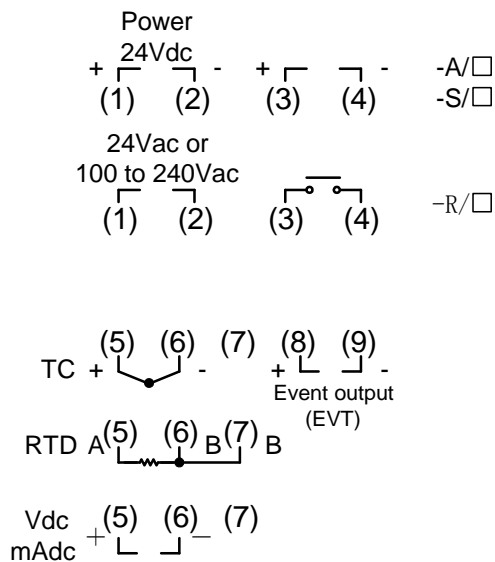 Power
24Vdc
+ - + - -A/□
(1) (2) (3) (4) -S/□
24Vac or
100 to 240Vac
(1) (2) (3) (4) -R/□
(5) (6) (7) (8) (9)
TC + - + -
Event output
(EVT)
RTD A (5) (6) B (7) B
Vdc + (5) (6) - (7)
mAdc